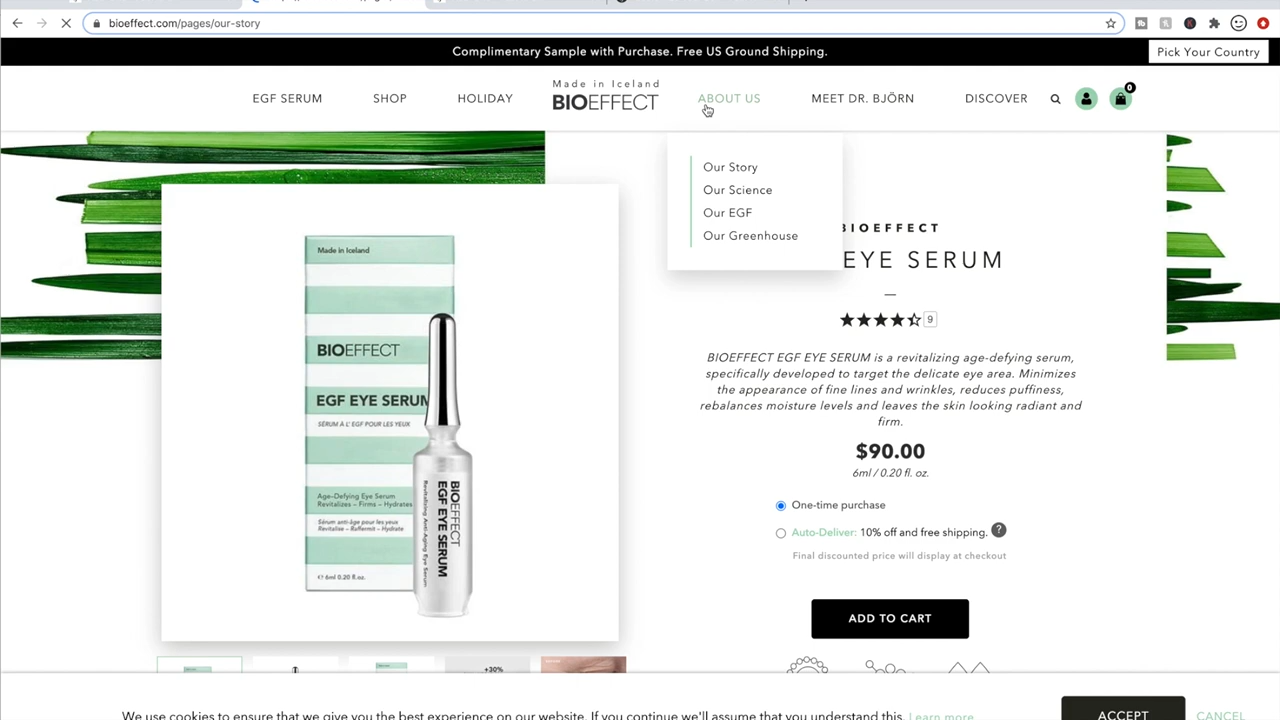 bioeffect.com/pages/our-story
Complimentary Sample with Purchase. Free US Ground Shipping.
Pick Your Country
EGF SERUM
SHOP
HOLIDAY
Made in Iceland
BIOEFFECT
ABOUT US
MEET DR. BJÖRN
DISCOVER
0
Our Story
Our Science
Our EGF
Our Greenhouse
BIOEFFECT
EYE SERUM
9
BIOEFFECT EGF EYE SERUM is a revitalizing age-defying serum,
specifically developed to target the delicate eye area. Minimizes
the appearance of fine lines and wrinkles, reduces puffiness,
rebalances moisture levels and leaves the skin looking radiant and
firm.
$90.00
6ml / 0.20 fl. oz.
One-time purchase
Auto-Deliver: 10% off and free shipping. ?
Final discounted price will display at checkout
ADD TO CART
Made in Iceland
BIOEFFECT
EGF EYE SERUM
SÉRUM A L' EGF POUR LES YEUX
Age-Defying Eye Serum
Revitalizes – Firms – Hydrates
Sérum anti-âge pour les yeux
Revitalise – Raffermit – Hydrate
6ml 0.20 fl.oz.
BIOEFFECT
EGF EYE SERUM
Revitalizing Anti-Aging Eye Serum
+30%
We use cookies to ensure that we give you the best experience on our website. If you continue we'll assume that you understand this. Learn more
ACCEPT
CANCEL